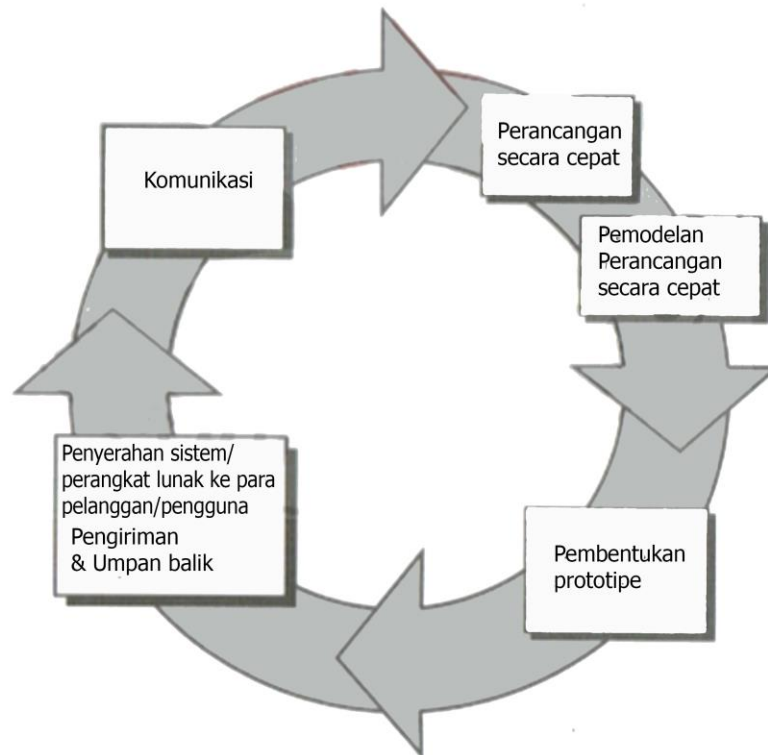 Komunikasi
Perancangan
secara cepat
Pemodelan
Perancangan
secara cepat
Pembentukan
prototipe
Penyerahan sistem/
perangkat lunak ke para
pelanggan/pengguna
Pengiriman
& Umpan balik